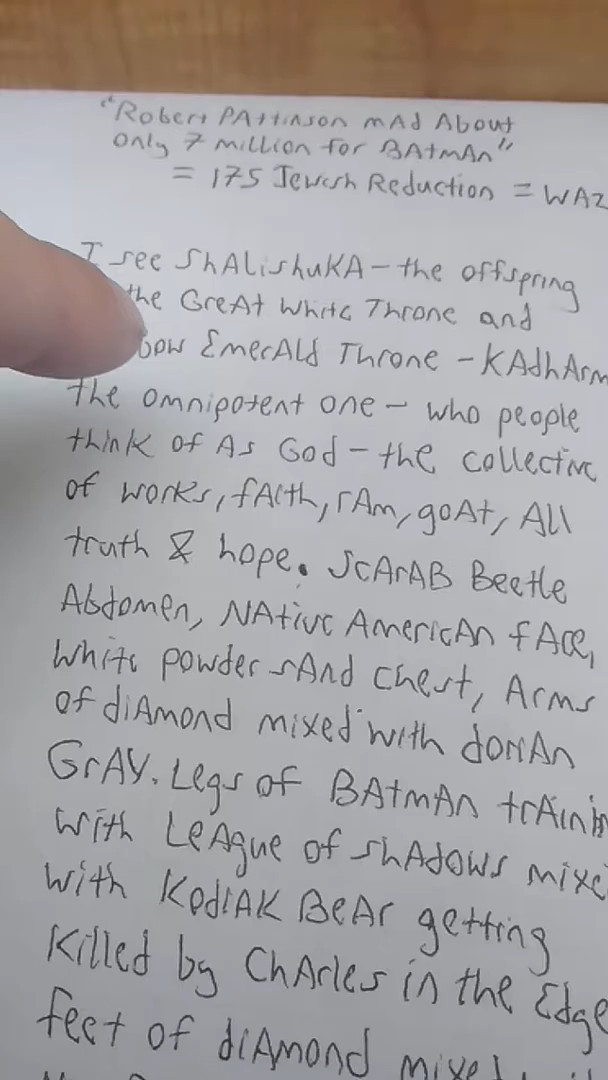 "Robert PAttinson mAd About
only 7 million for BAtmAn"
= 175 Jewish Reduction = WAZ
I see ShALishuKA - the offspring
the GreAt White Throne and
bow EmerAld Throne - KAdhArm
the omnipotent one - who people
think of As God - the collective
of works, fAith, rAm, goAt, All
truth & hope. ScArAB Beetle
Abdomen, NAtive AmericAn fAce,
White powder sAnd chest, Arms
of diAmond mixed with doriAn
GrAy. Legs of BAtmAn trAinin
with LeAgue of shAdows mixe
with KodiAK BeAr getting
Killed by ChArles in the Edge
feet of diAmond mixed